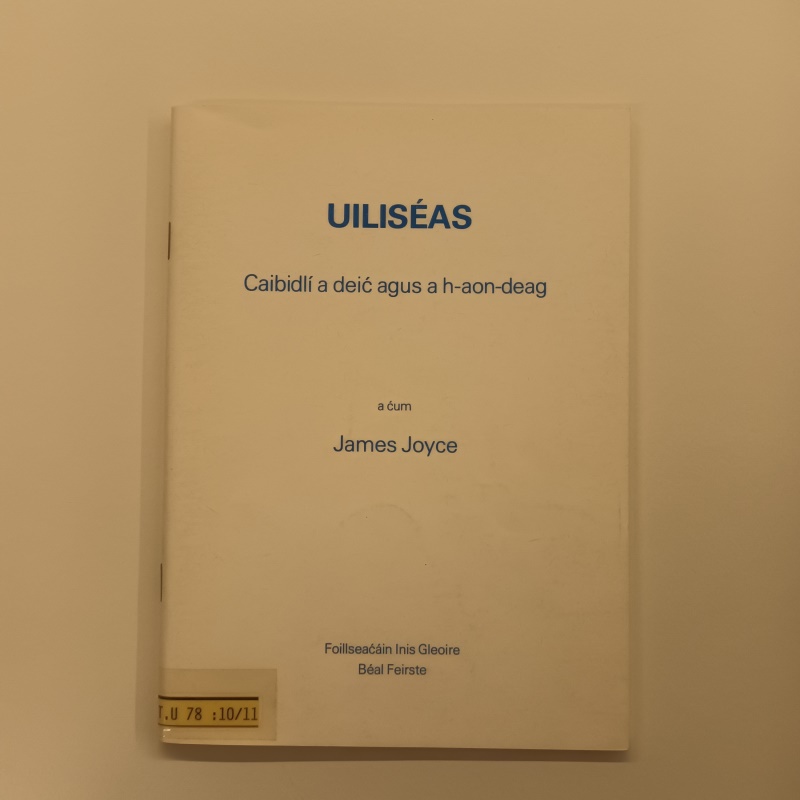 UILISÉAS
Caibidlí a deić agus a h-aon-deag
a ćum
James Joyce
Foillseaćáin Inis Gleoire
Béal Feirste
T.U 78 :10/11